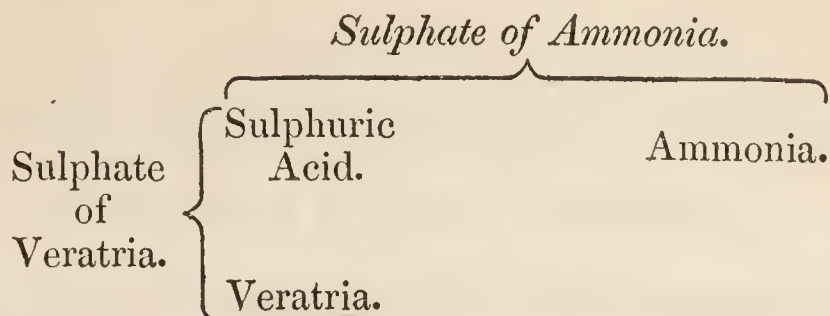 Sulphate of Ammonia.
Sulphate
of
Veratria.
Sulphuric
Acid.
Ammonia.
Veratria.